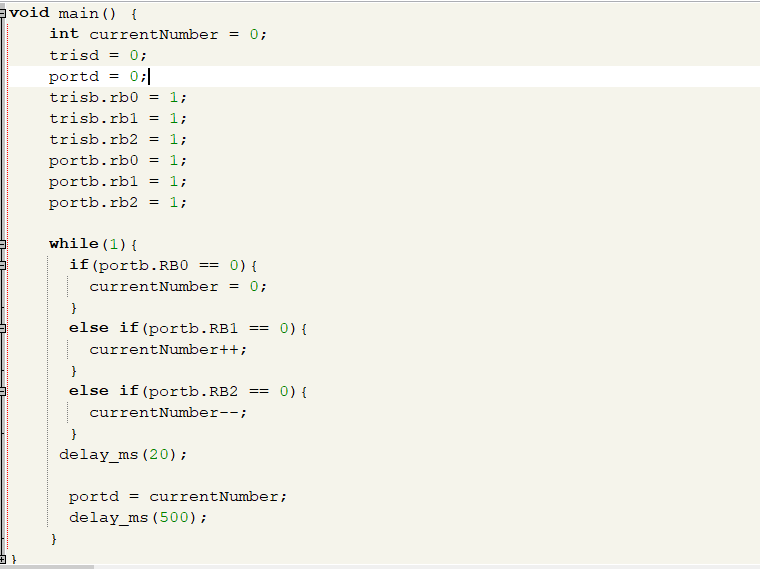 void main() {
int currentNumber = 0;
trisd = 0;
portd = 0;
trisb.rb0 = 1;
trisb.rb1 = 1;
trisb.rb2 = 1;
portb.rb0 = 1;
portb.rb1 = 1;
portb.rb2 = 1;
while(1){
if(portb.RB0 == 0){
currentNumber = 0;
}
else if(portb.RB1 == 0){
currentNumber++;
}
else if(portb.RB2 == 0){
currentNumber--;
}
delay_ms(20);
portd = currentNumber;
delay_ms(500);
}
}